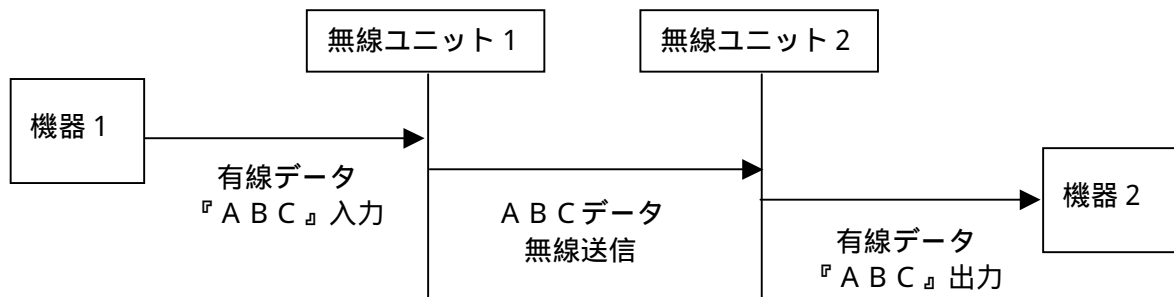 無線ユニット1
無線ユニット2
機器1
有線データ
『ABC』入力
ABCデータ
無線送信
有線データ
『ABC』出力
機器2